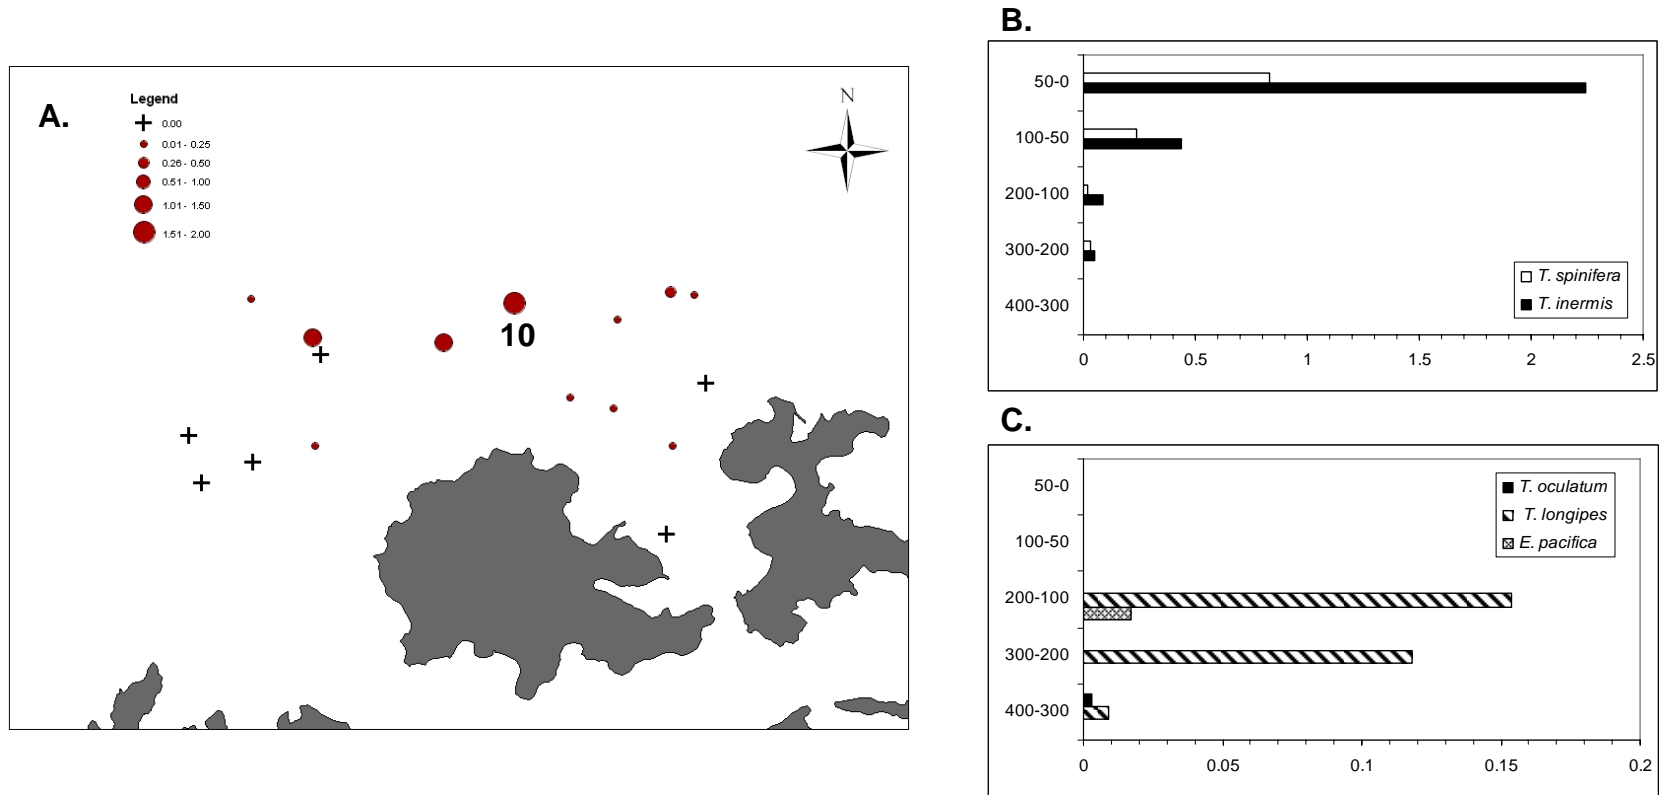 A.
Legend
0.00
0.01 - 0.25
0.26 - 0.50
0.51 - 1.00
1.01 - 1.50
1.51 - 2.00
N
10
B.
50-0
100-50
200-100
300-200
400-300
T. spinifera
T. inermis
0 0.5 1 1.5 2 2.5
C.
50-0
100-50
200-100
300-200
400-300
T. oculatum
T. longipes
E. pacifica
0 0.05 0.1 0.15 0.2